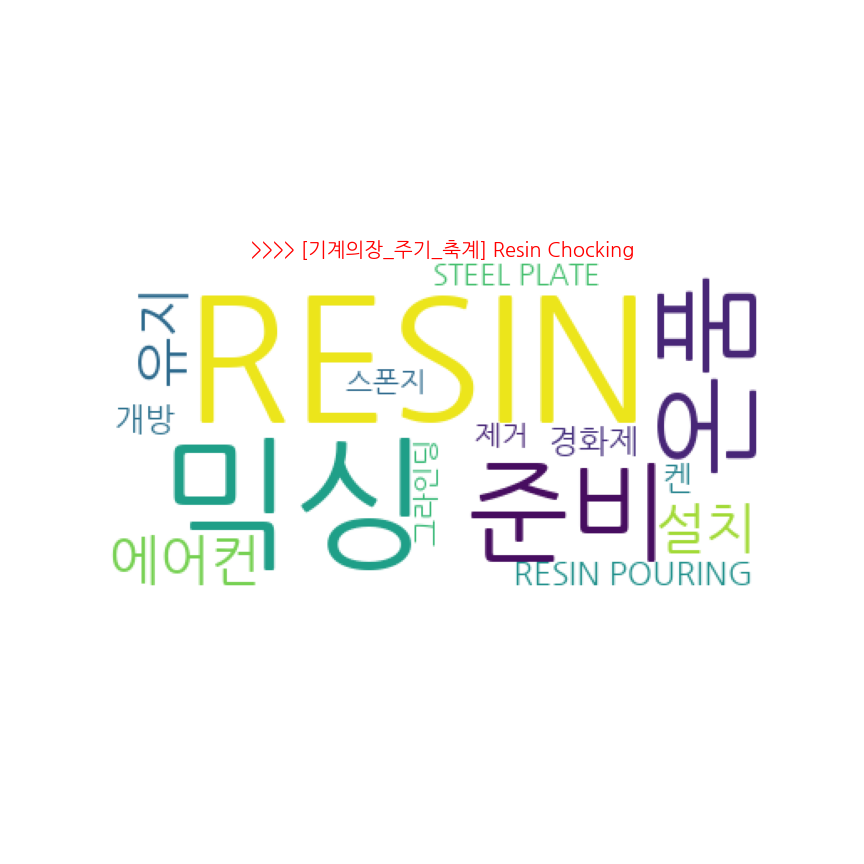 >>>> [기계의장_주기_축계] Resin Chocking
STEEL PLATE
유지
RESIN
몸
온
스폰지
개방
제거
경화제
믹싱
그라인딩
준비
켄
설치
에어컨
RESIN POURING